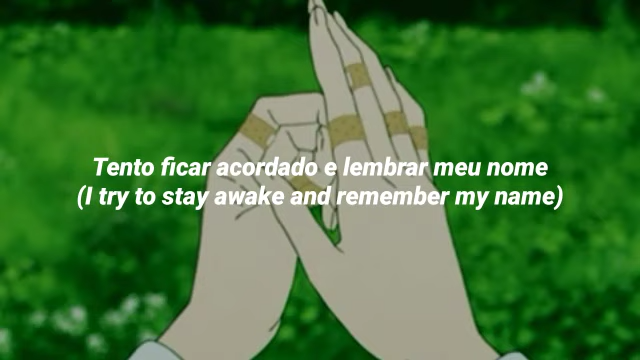 Tento ficar acordado e lembrar meu nome
(I try to stay awake and remember my name)